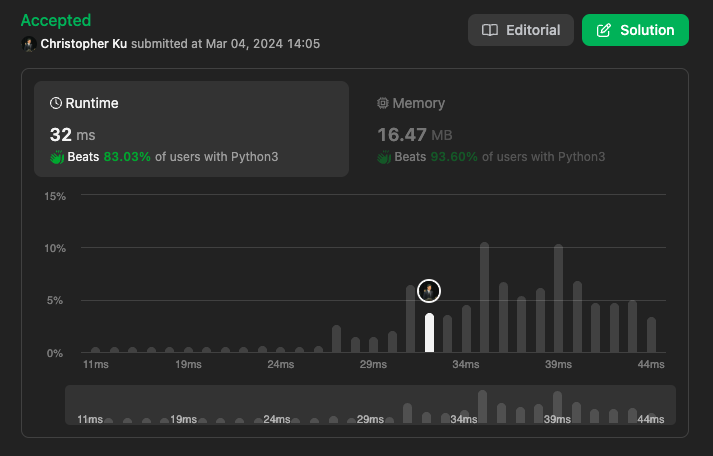 Accepted
Editorial
Solution
Christopher Ku submitted at Mar 04, 2024 14:05
Runtime
Memory
32 ms
16.47 MB
Beats 83.03% of users with Python3
Beats 93.60% of users with Python3
15%
10%
5%
0%
11ms 19ms 24ms 29ms 34ms 39ms 44ms
11ms 19ms 24ms 29ms 34ms 39ms 44ms